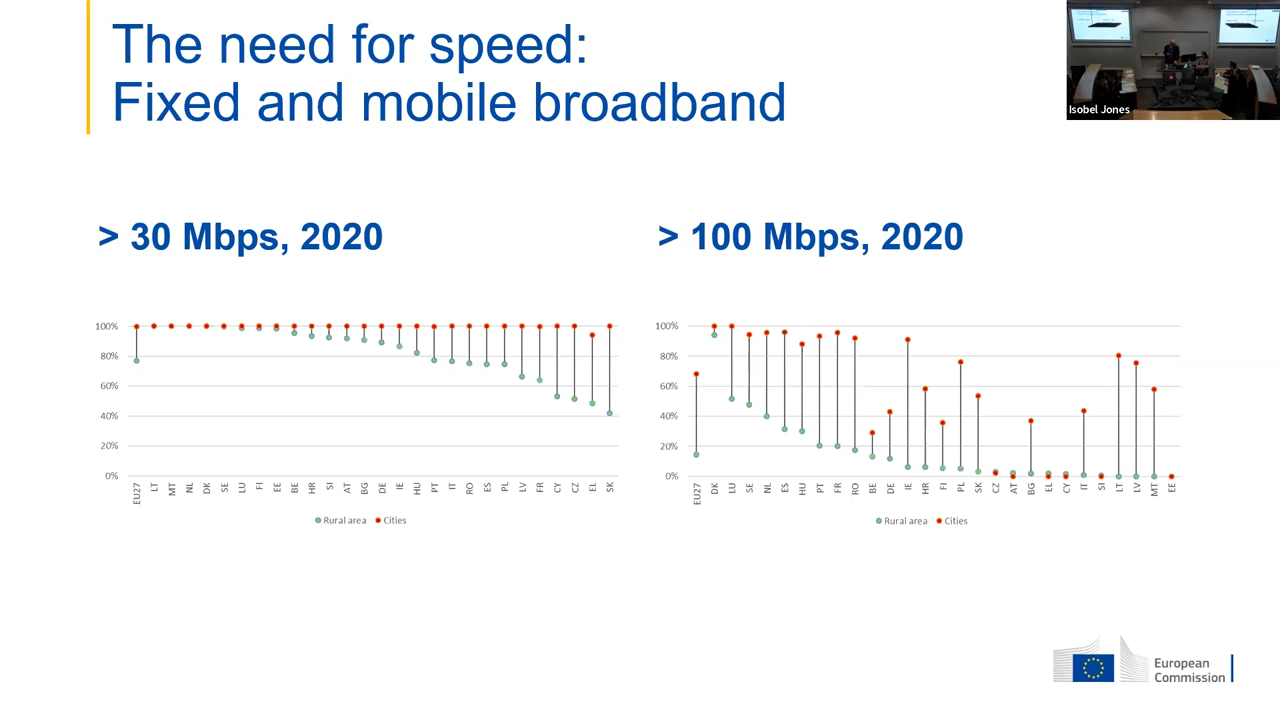 The need for speed:
Fixed and mobile broadband
Isobel Jones
> 30 Mbps, 2020
100%
80%
60%
40%
20%
0%
EU27 LT MT NL DK SE LU FI EE BE HR SI AT BG DE IE HU PT IT RO ES PL LV FR CY CZ EL SK
Rural area Cities
> 100 Mbps, 2020
100%
80%
60%
40%
20%
0%
EU27 DK LU SE NL ES HU PT FR RO BE DE IE HR FI PL SK CZ AT BG EL CY IT SI LT LV MT EE
Rural area Cities
European
Commission